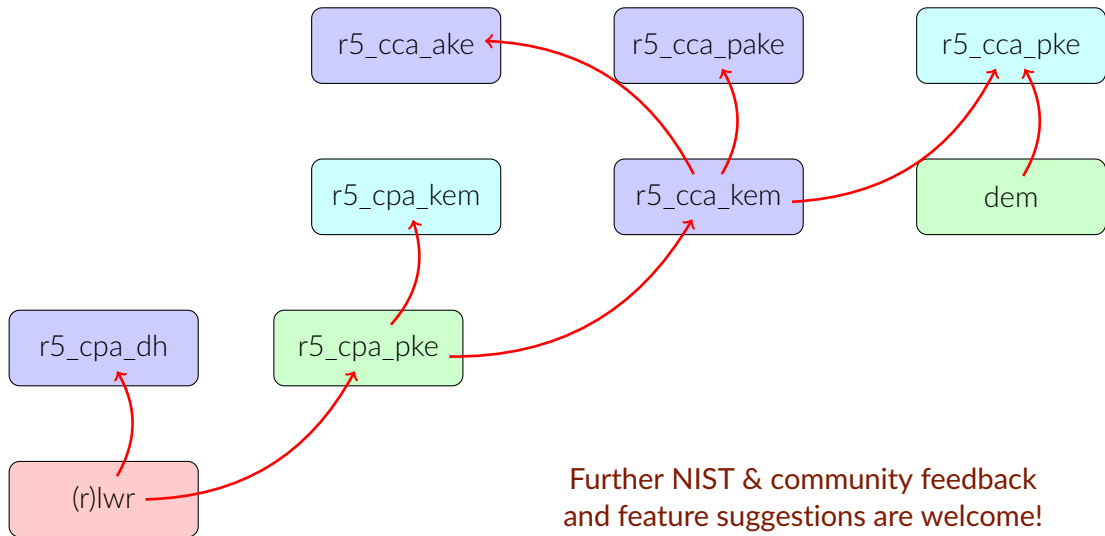 r5_cca_ake
r5_cca_pake
r5_cca_pke
r5_cpa_kem
r5_cca_kem
dem
r5_cpa_dh
r5_cpa_pke
(r)lwr
Further NIST & community feedback
and feature suggestions are welcome!